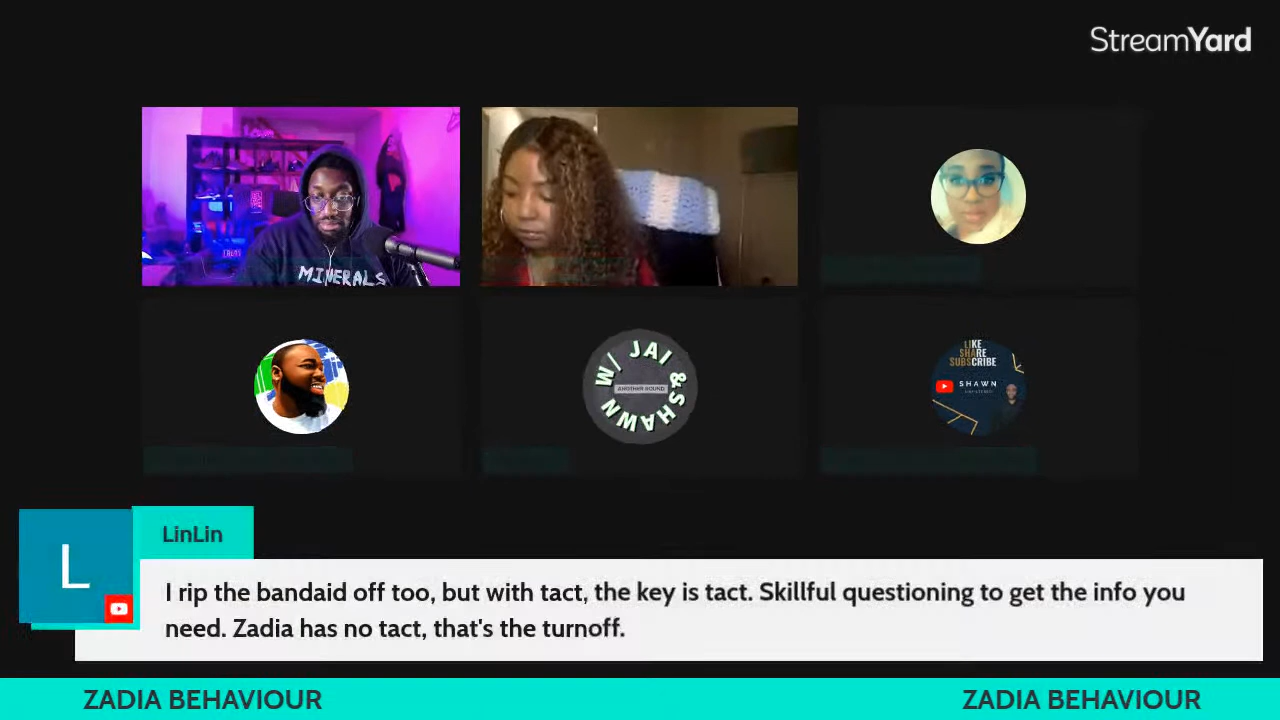 StreamYard
MINERALS
W/ JAI & SHAWN
ANOTHER ROUND
LIKE
SHARE
SUBSCRIBE
SHAWN
LinLin
L
I rip the bandaid off too, but with tact, the key is tact. Skillful questioning to get the info you
need. Zadia has no tact, that's the turnoff.
ZADIA BEHAVIOUR
ZADIA BEHAVIOUR